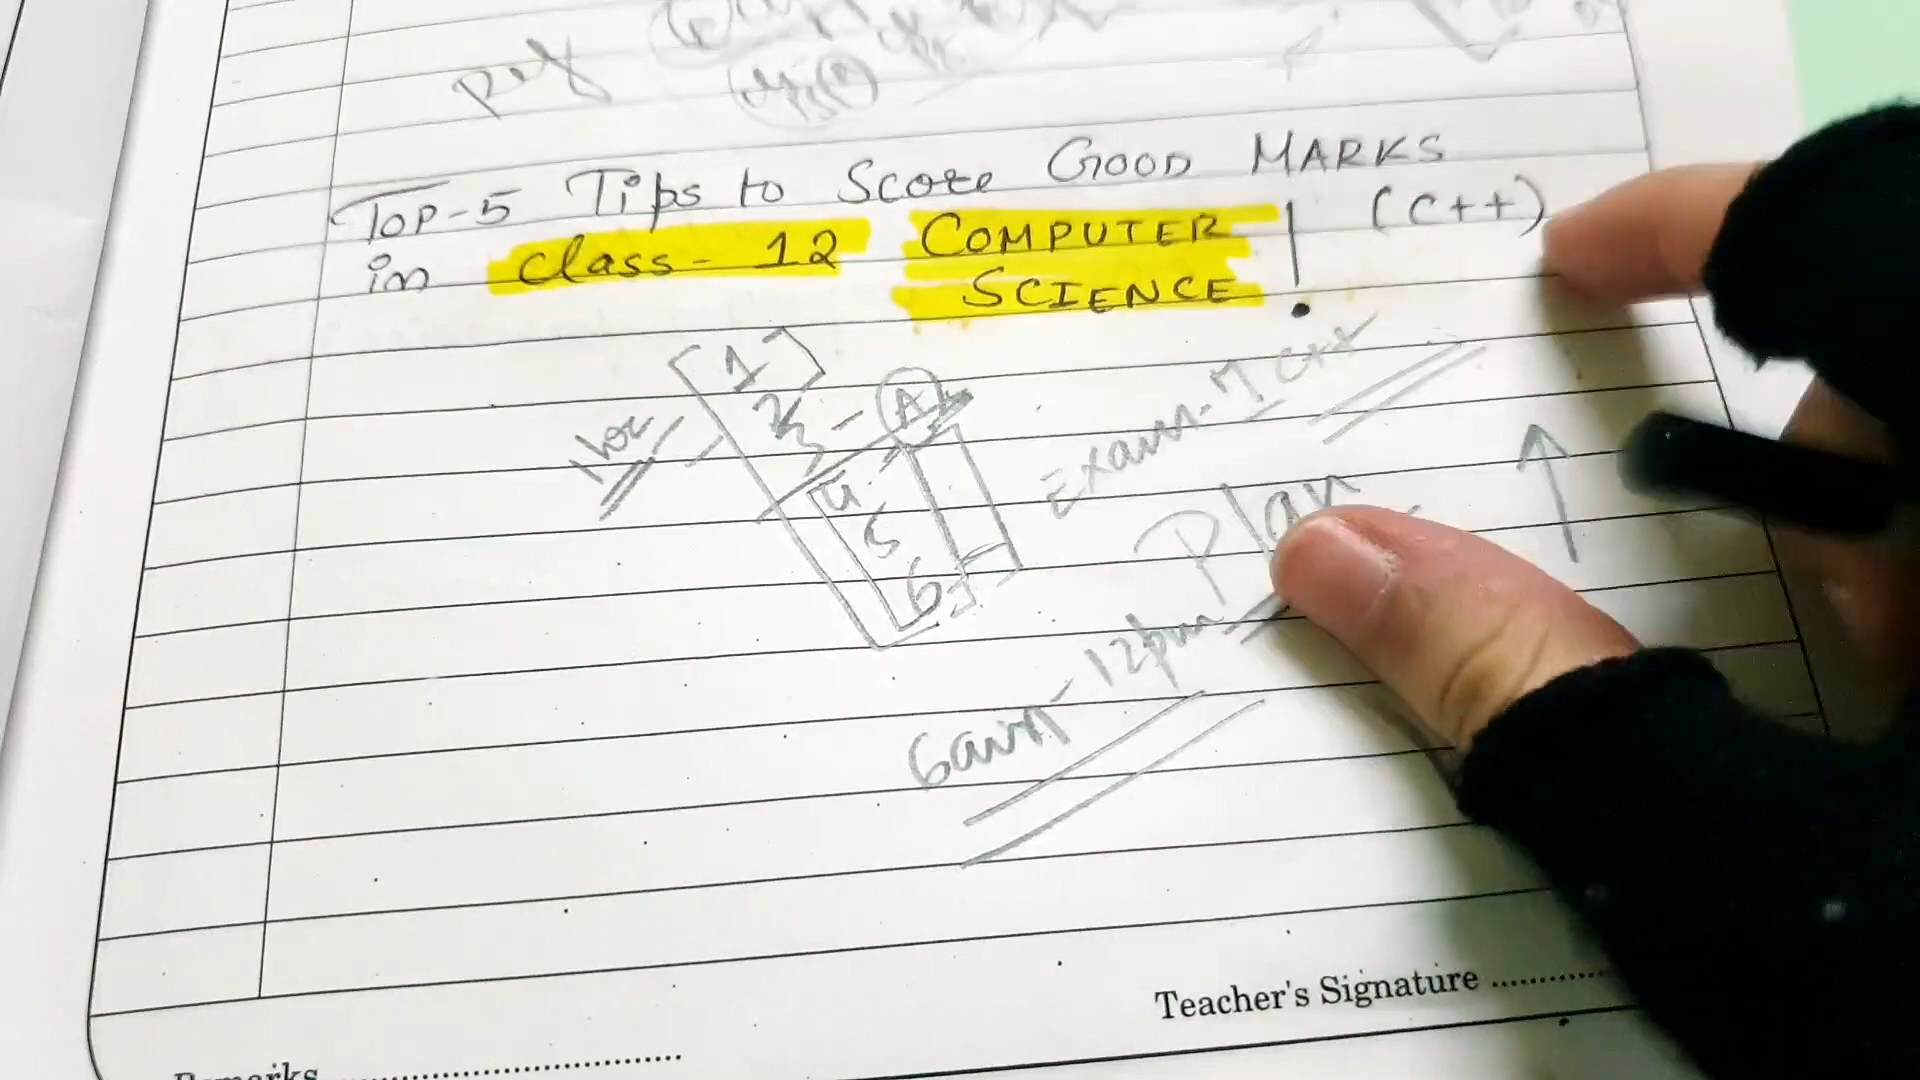 Top-5 Tips to Score GOOD MARKS
in Class-12 COMPUTER ! (C++)
SCIENCE
1
2
3 - A
4
5
6
Exam - 7 C++
Plan
6am - 12pm
Teacher's Signature ..............
Remarks ..............................